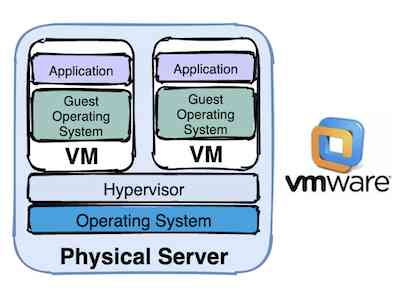 Application
Guest
Operating
System
VM
Application
Guest
Operating
System
VM
Hypervisor
Operating System
Physical Server
vmware